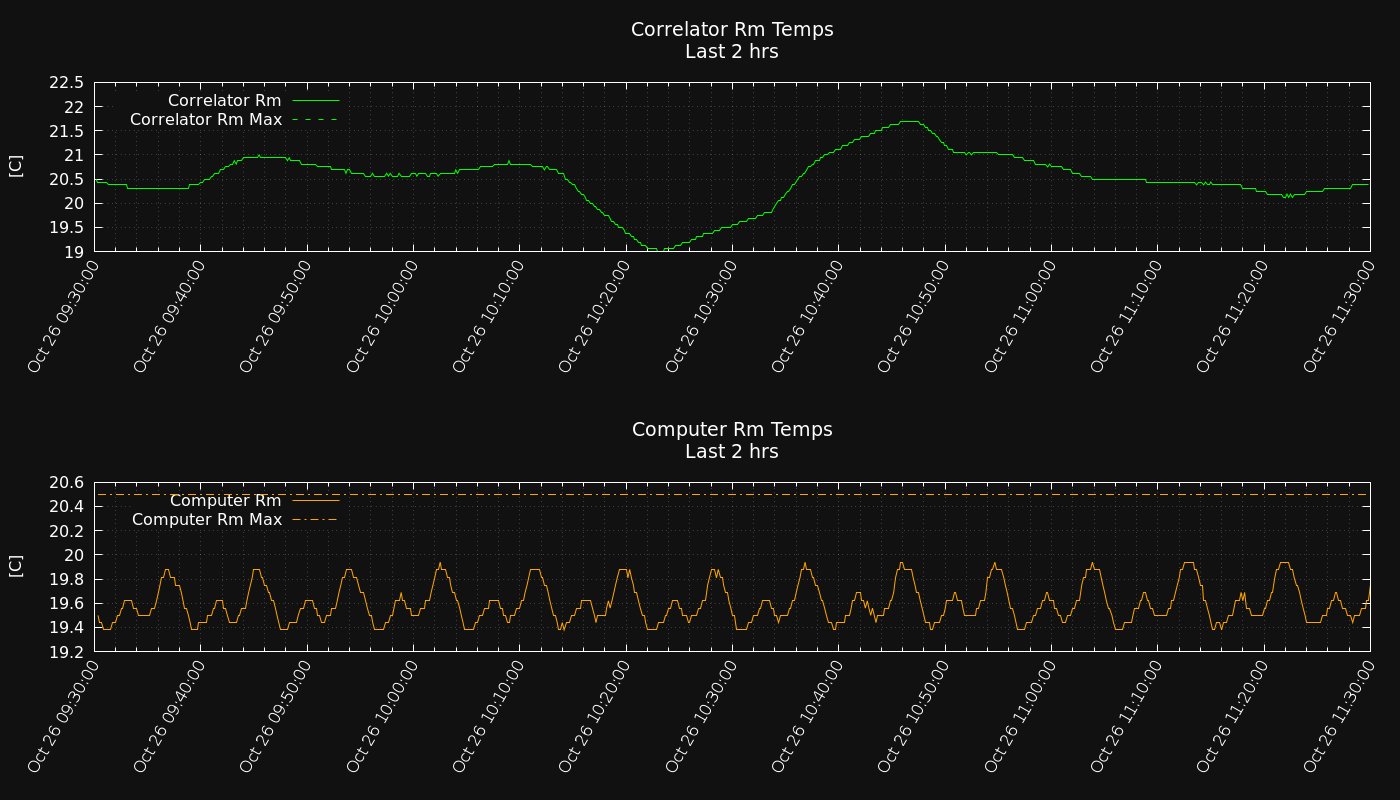 Correlator Rm Temps
Last 2 hrs
[C]
22.5
22
21.5
21
20.5
20
19.5
19
Correlator Rm
Correlator Rm Max
Oct 26 09:30:00
Oct 26 09:40:00
Oct 26 09:50:00
Oct 26 10:00:00
Oct 26 10:10:00
Oct 26 10:20:00
Oct 26 10:30:00
Oct 26 10:40:00
Oct 26 10:50:00
Oct 26 11:00:00
Oct 26 11:10:00
Oct 26 11:20:00
Oct 26 11:30:00
Computer Rm Temps
Last 2 hrs
[C]
20.6
20.4
20.2
20
19.8
19.6
19.4
19.2
Computer Rm
Computer Rm Max
Oct 26 09:30:00
Oct 26 09:40:00
Oct 26 09:50:00
Oct 26 10:00:00
Oct 26 10:10:00
Oct 26 10:20:00
Oct 26 10:30:00
Oct 26 10:40:00
Oct 26 10:50:00
Oct 26 11:00:00
Oct 26 11:10:00
Oct 26 11:20:00
Oct 26 11:30:00